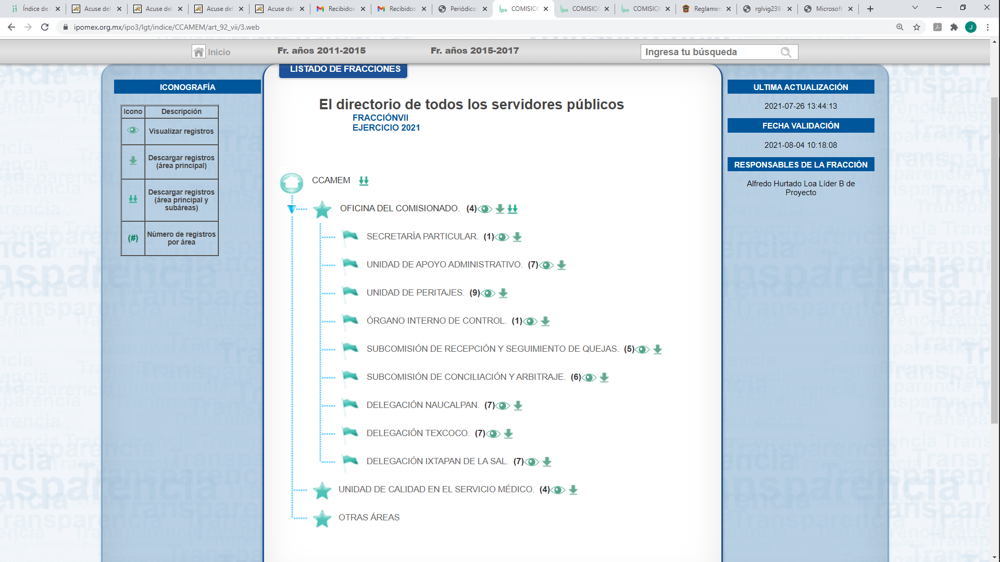 Índice de
Acuse del
Acuse del
Acuse del
Acuse del
Recibidos
Recibidos
Periódico
COMISION
COMISION
COMISION
Reglamen
rglvig239.
Microsoft
ipomex.org.mx/ipo3/lgt/indice/CCAMEM/art_92_vii/3.web
J
Inicio
Fr. años 2011-2015
Fr. años 2015-2017
Ingresa tu búsqueda
LISTADO DE FRACCIONES
ICONOGRAFÍA
Icono Descripción
Visualizar registros
Descargar registros
(área principal)
Descargar registros
(área principal y
subáreas)
(#) Número de registros
por área
El directorio de todos los servidores públicos
FRACCIÓNVII
EJERCICIO 2021
CCAMEM
OFICINA DEL COMISIONADO. (4)
SECRETARÍA PARTICULAR. (1)
UNIDAD DE APOYO ADMINISTRATIVO. (7)
UNIDAD DE PERITAJES. (9)
ÓRGANO INTERNO DE CONTROL. (1)
SUBCOMISIÓN DE RECEPCIÓN Y SEGUIMIENTO DE QUEJAS. (5)
SUBCOMISIÓN DE CONCILIACIÓN Y ARBITRAJE. (6)
DELEGACIÓN NAUCALPAN. (7)
DELEGACIÓN TEXCOCO. (7)
DELEGACIÓN IXTAPAN DE LA SAL. (7)
UNIDAD DE CALIDAD EN EL SERVICIO MÉDICO. (4)
OTRAS ÁREAS
ULTIMA ACTUALIZACIÓN
2021-07-26 13:44:13
FECHA VALIDACIÓN
2021-08-04 10:18:08
RESPONSABLES DE LA FRACCIÓN
Alfredo Hurtado Loa Líder B de
Proyecto